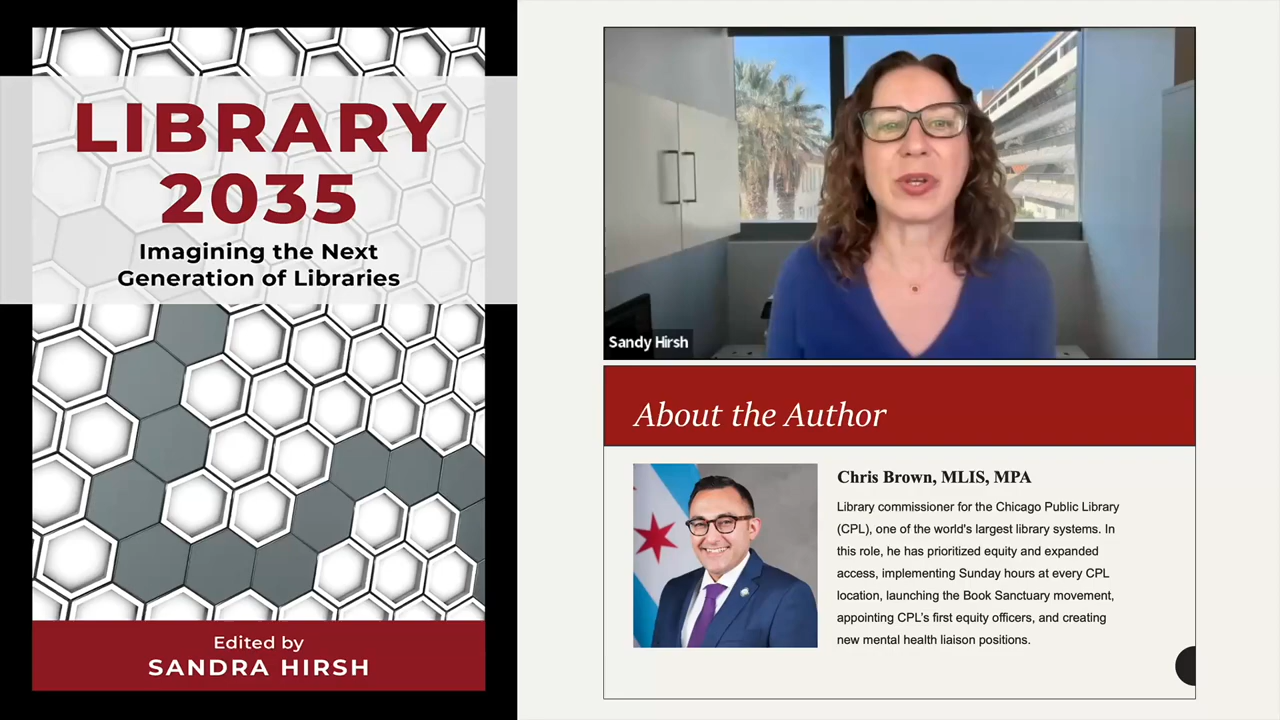 LIBRARY
2035
Imagining the Next
Generation of Libraries
Edited by
SANDRA HIRSH
Sandy Hirsh
About the Author
Chris Brown, MLIS, MPA
Library commissioner for the Chicago Public Library
(CPL), one of the world's largest library systems. In
this role, he has prioritized equity and expanded
access, implementing Sunday hours at every CPL
location, launching the Book Sanctuary movement,
appointing CPL's first equity officers, and creating
new mental health liaison positions.